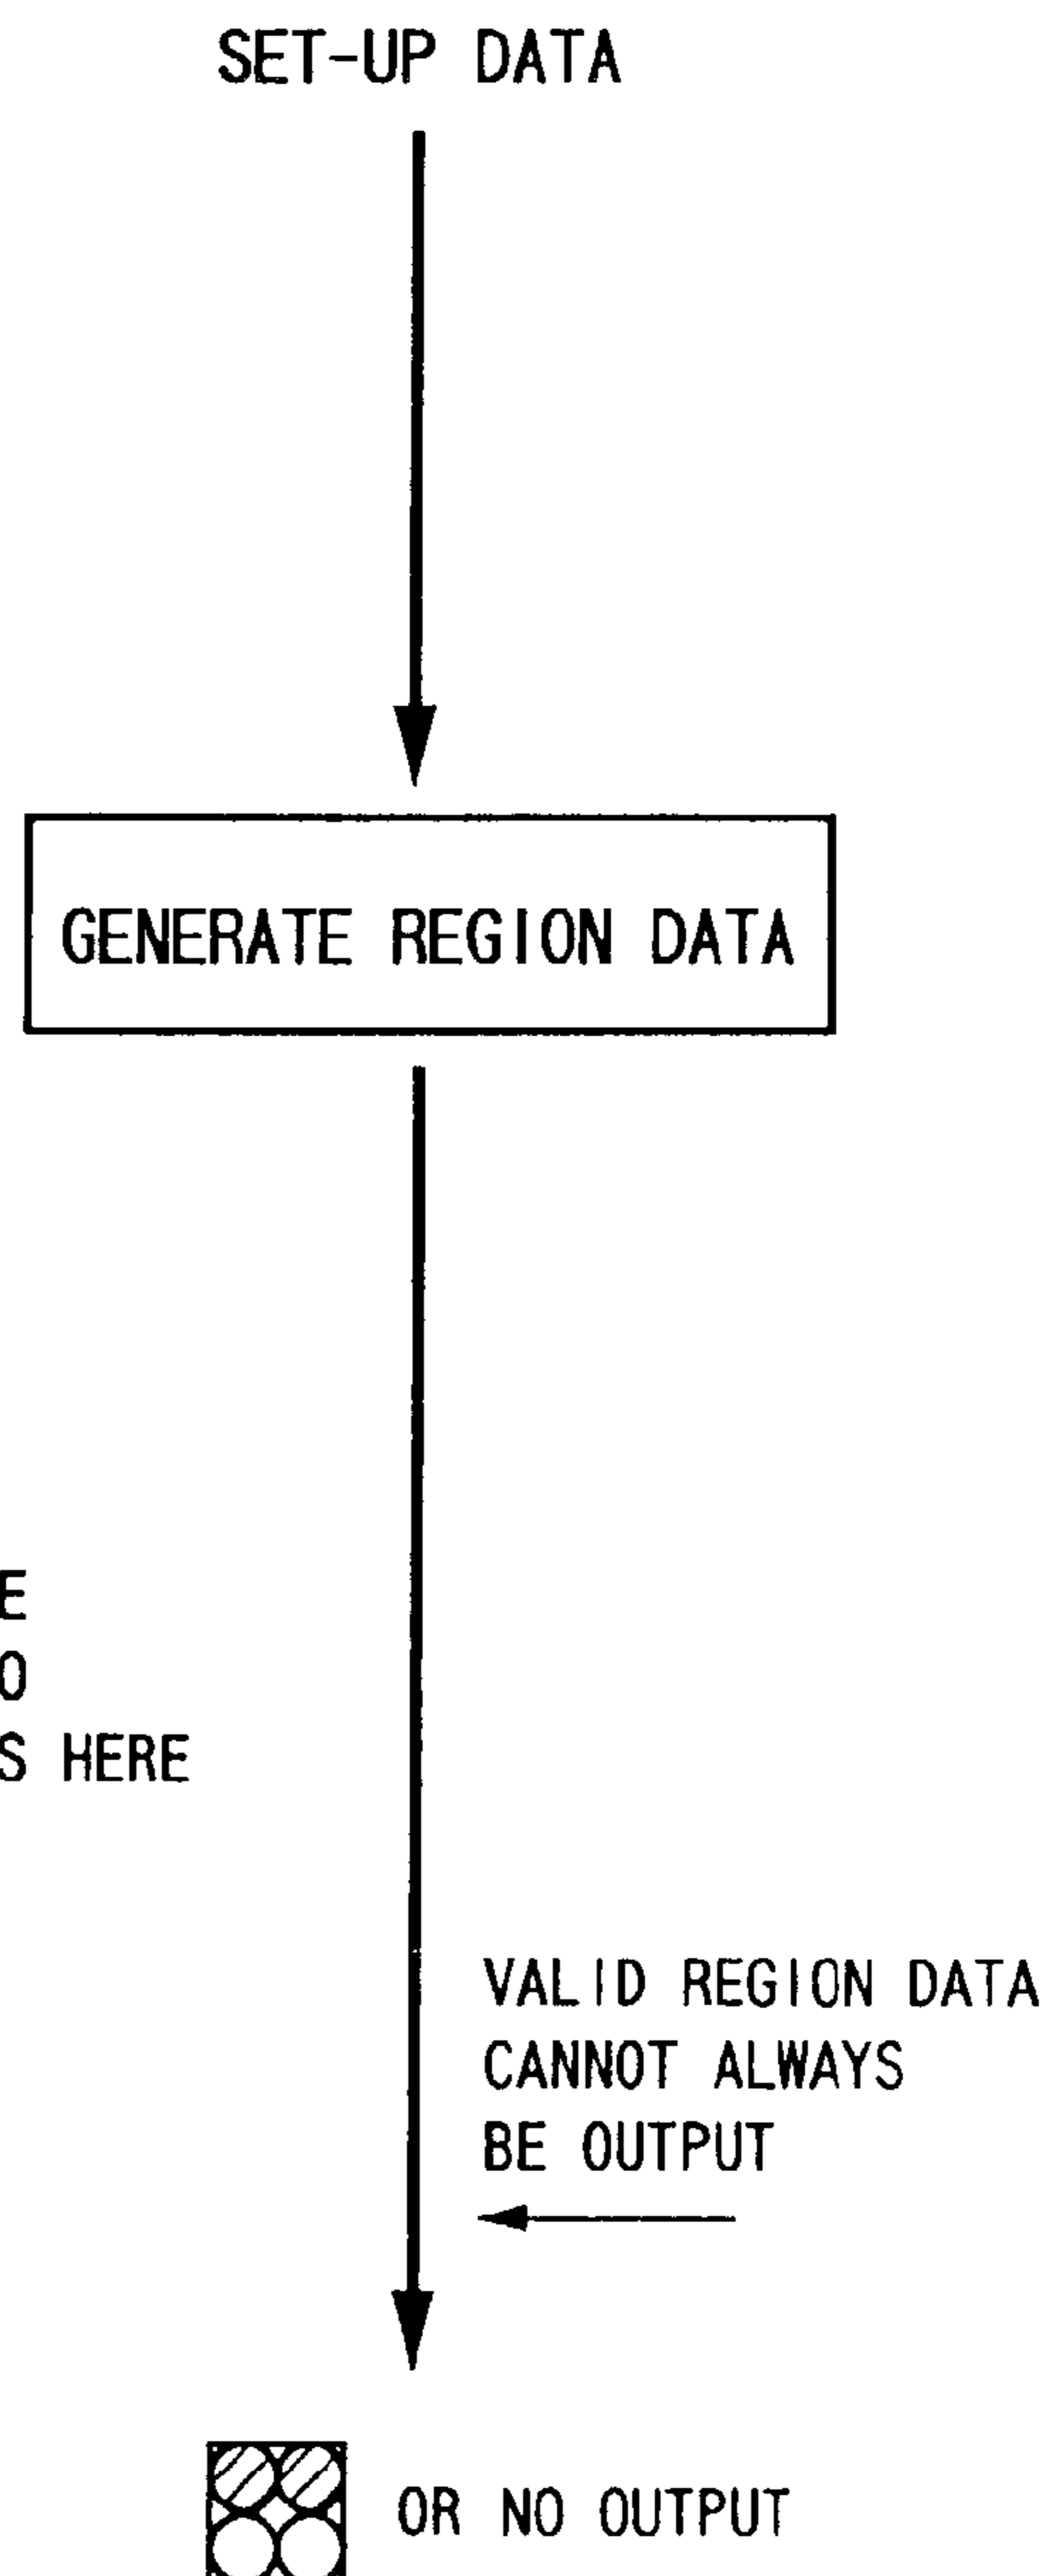 SET-UP DATA
GENERATE REGION DATA
E
O
S HERE
VALID REGION DATA
CANNOT ALWAYS
BE OUTPUT
OR NO OUTPUT